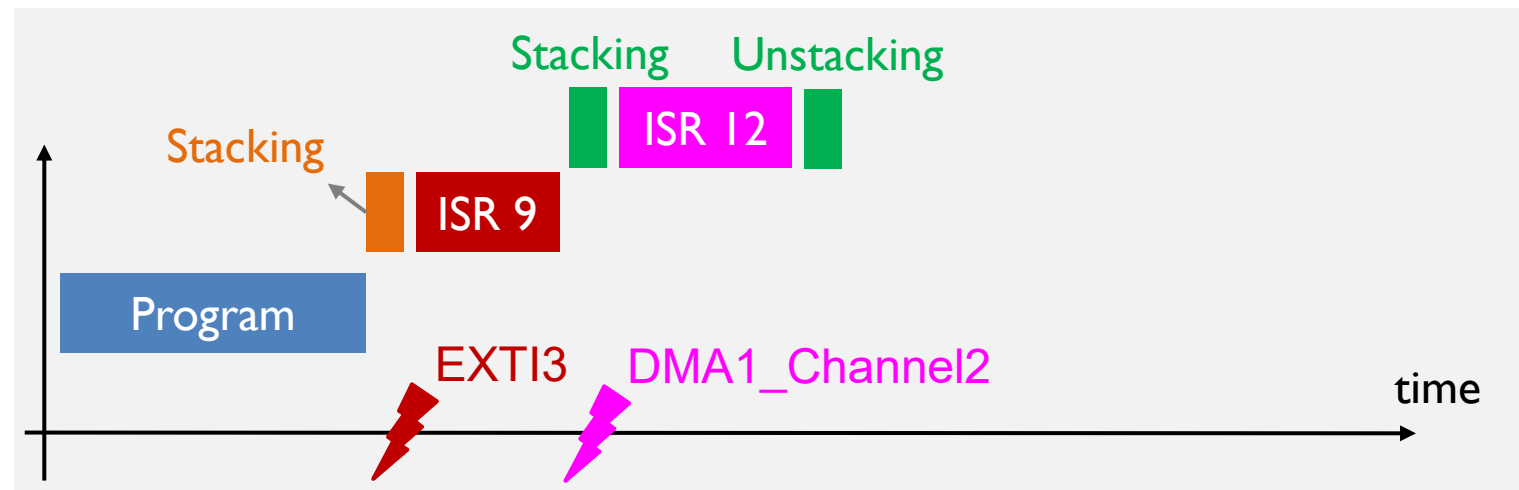 Stacking
Unstacking
ISR 12
Stacking
ISR 9
Program
EXTI3
DMA1_Channel2
time